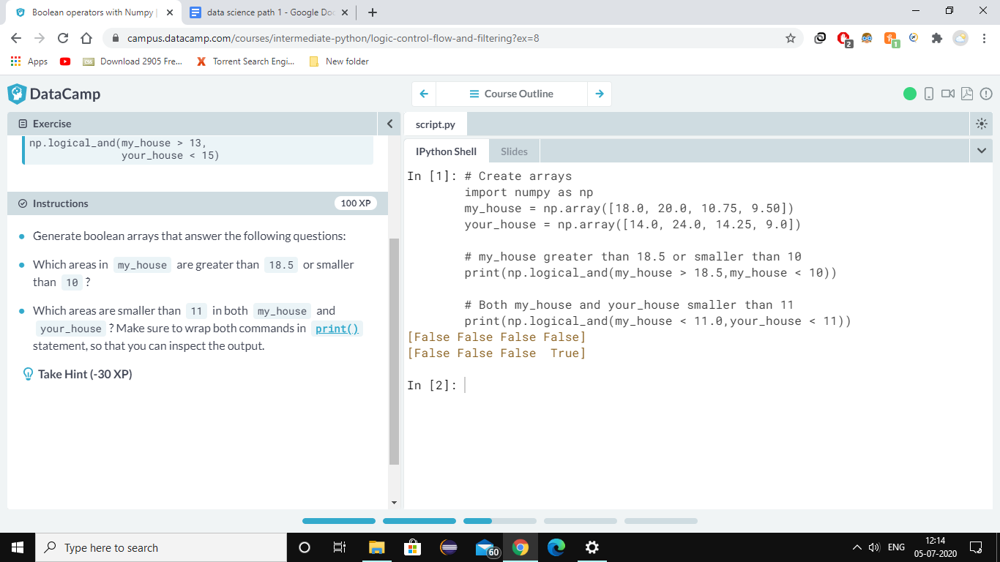 Boolean operators with Numpy |
data science path 1 - Google Doc
campus.datacamp.com/courses/intermediate-python/logic-control-flow-and-filtering?ex=8
2
1
Apps
Download 2905 Fre...
Torrent Search Engi...
New folder
DataCamp
Course Outline
Exercise
np.logical_and(my_house > 13,
your_house < 15)
Instructions
100 XP
Generate boolean arrays that answer the following questions:
Which areas in my_house are greater than 18.5 or smaller
than 10 ?
Which areas are smaller than 11 in both my_house and
your_house ? Make sure to wrap both commands in print()
statement, so that you can inspect the output.
Take Hint (-30 XP)
script.py
IPython Shell
Slides
In [1]: # Create arrays
import numpy as np
my_house = np.array([18.0, 20.0, 10.75, 9.50])
your_house = np.array([14.0, 24.0, 14.25, 9.0])
# my_house greater than 18.5 or smaller than 10
print(np.logical_and(my_house > 18.5,my_house < 10))
# Both my_house and your_house smaller than 11
print(np.logical_and(my_house < 11.0,your_house < 11))
[False False False False]
[False False False  True]
In [2]:
Type here to search
60
ENG
12:14
05-07-2020